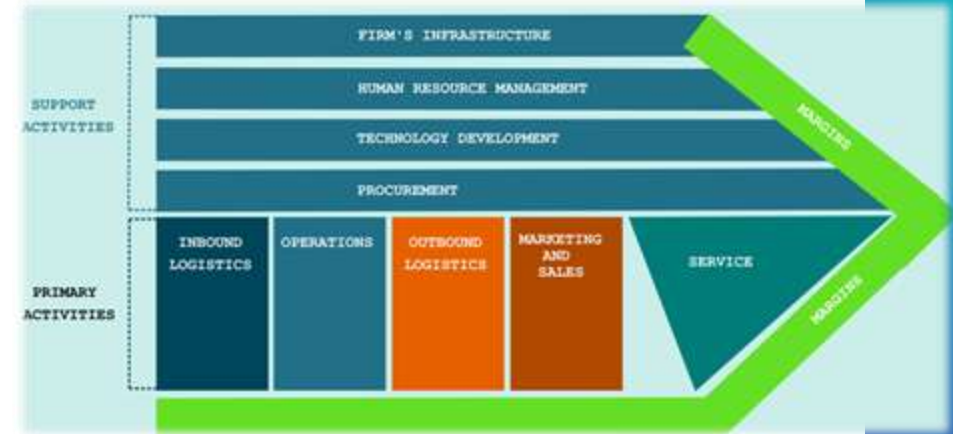 FIRM'S INFRASTRUCTURE
HUMAN RESOURCE MANAGEMENT
SUPPORT
ACTIVITIES
TECHNOLOGY DEVELOPMENT
PROCUREMENT
MARGINS
INBOUND
LOGISTICS
OPERATIONS
OUTBOUND
LOGISTICS
MARKETING
AND
SALES
SERVICE
PRIMARY
ACTIVITIES
MARGINS